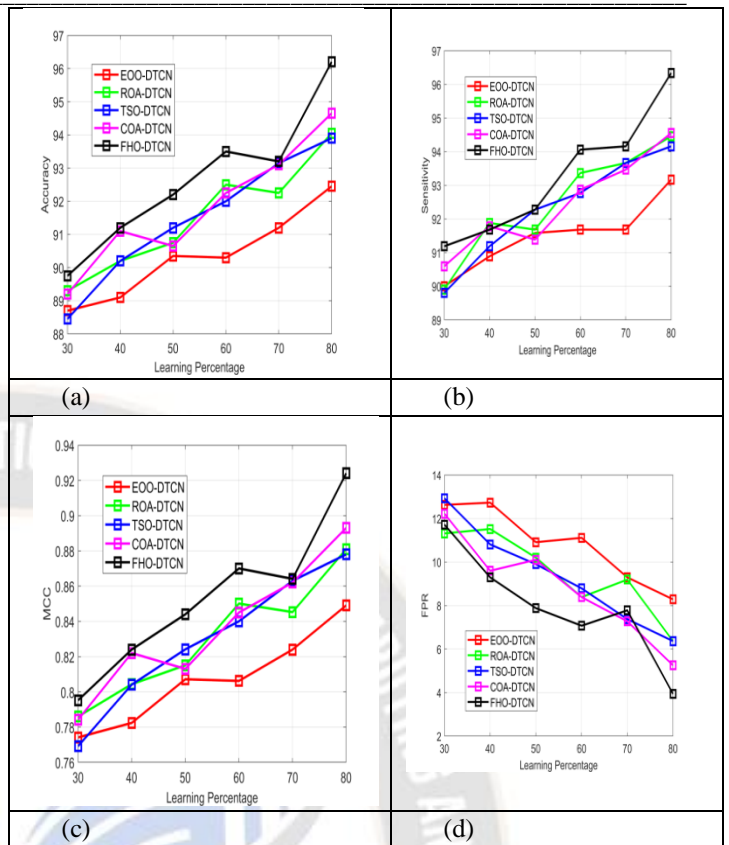 97
96
95
94
93
92
91
90
89
88
Accuracy
EOO-DTCN
ROA-DTCN
TSO-DTCN
COA-DTCN
FHO-DTCN
30 40 50 60 70 80
Learning Percentage
97
96
95
94
93
92
91
90
89
Sensitivity
EOO-DTCN
ROA-DTCN
TSO-DTCN
COA-DTCN
FHO-DTCN
30 40 50 60 70 80
Learning Percentage
(a) (b)
0.94
0.92
0.9
0.88
0.86
0.84
0.82
0.8
0.78
0.76
MCC
EOO-DTCN
ROA-DTCN
TSO-DTCN
COA-DTCN
FHO-DTCN
30 40 50 60 70 80
Learning Percentage
14
12
10
8
6
4
2
FPR
EOO-DTCN
ROA-DTCN
TSO-DTCN
COA-DTCN
FHO-DTCN
30 40 50 60 70 80
Learning Percentage
(c) (d)